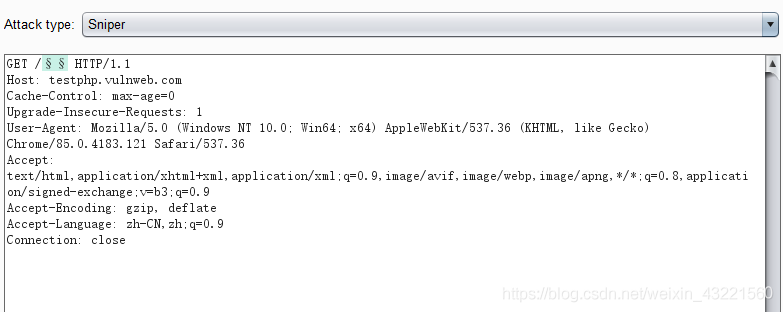 Attack type: Sniper
GET /§ § HTTP/1.1
Host: testphp.vulnweb.com
Cache-Control: max-age=0
Upgrade-Insecure-Requests: 1
User-Agent: Mozilla/5.0 (Windows NT 10.0; Win64; x64) AppleWebKit/537.36 (KHTML, like Gecko)
Chrome/85.0.4183.121 Safari/537.36
Accept:
text/html,application/xhtml+xml,application/xml;q=0.9,image/avif,image/webp,image/apng,*/*;q=0.8,applicati
on/signed-exchange;v=b3;q=0.9
Accept-Encoding: gzip, deflate
Accept-Language: zh-CN,zh;q=0.9
Connection: close
https://blog.csdn.net/weixin_43221560